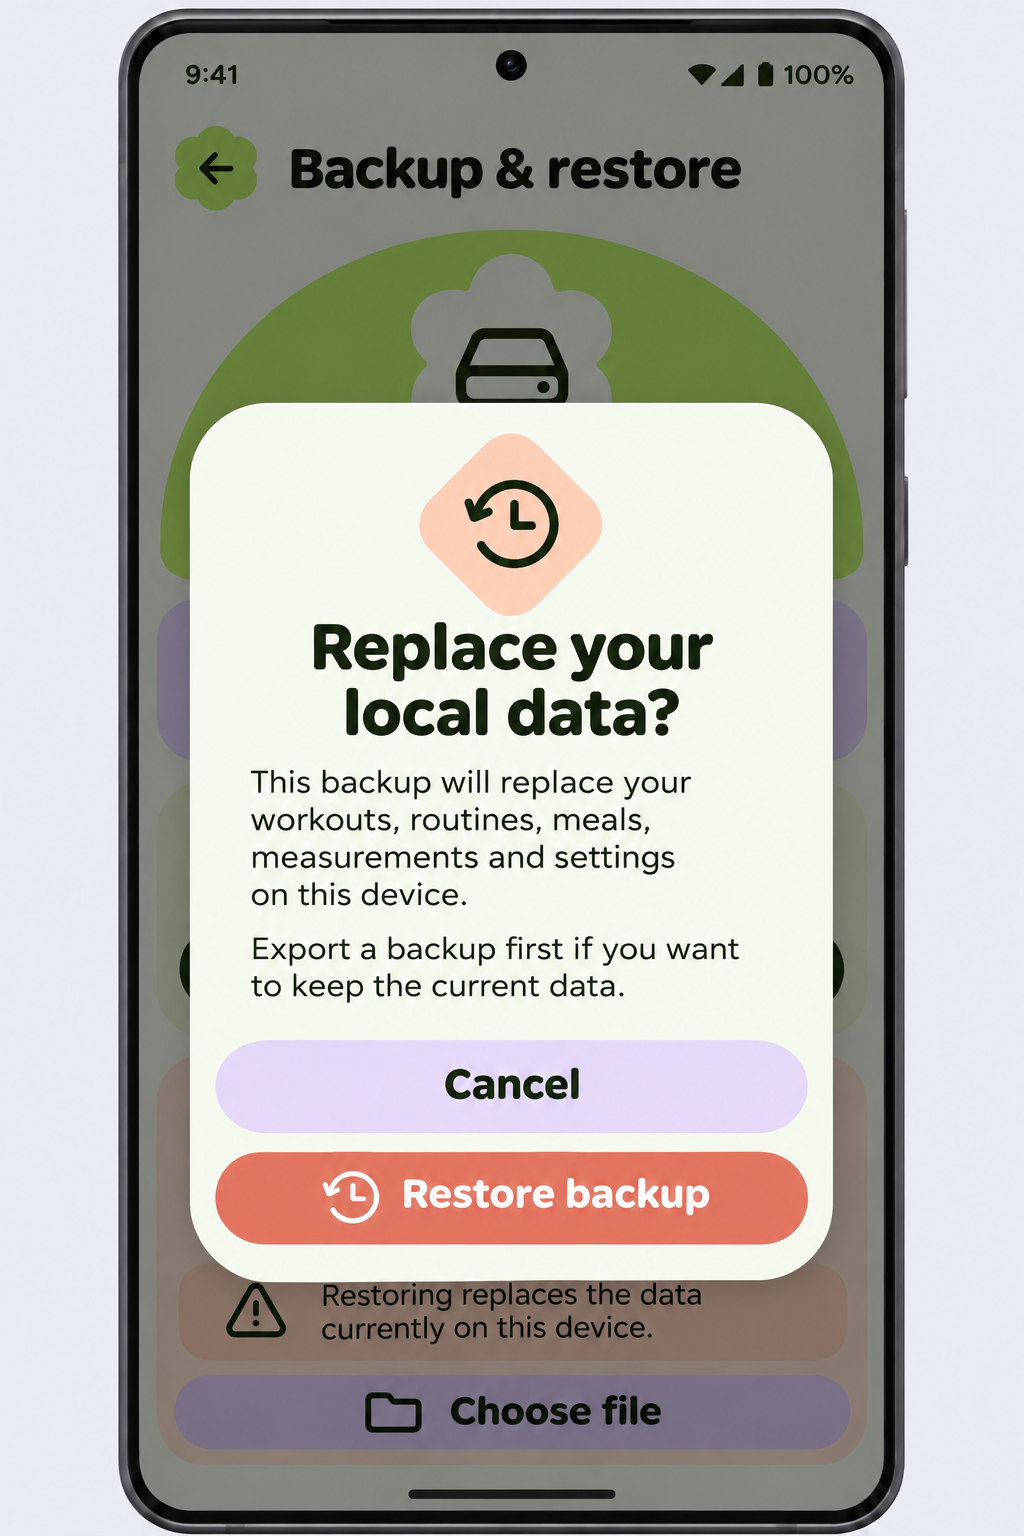 9:41
100%
Backup & restore
Replace your
local data?
This backup will replace your
workouts, routines, meals,
measurements and settings
on this device.
Export a backup first if you want
to keep the current data.
Cancel
Restore backup
Restoring replaces the data
currently on this device.
Choose file